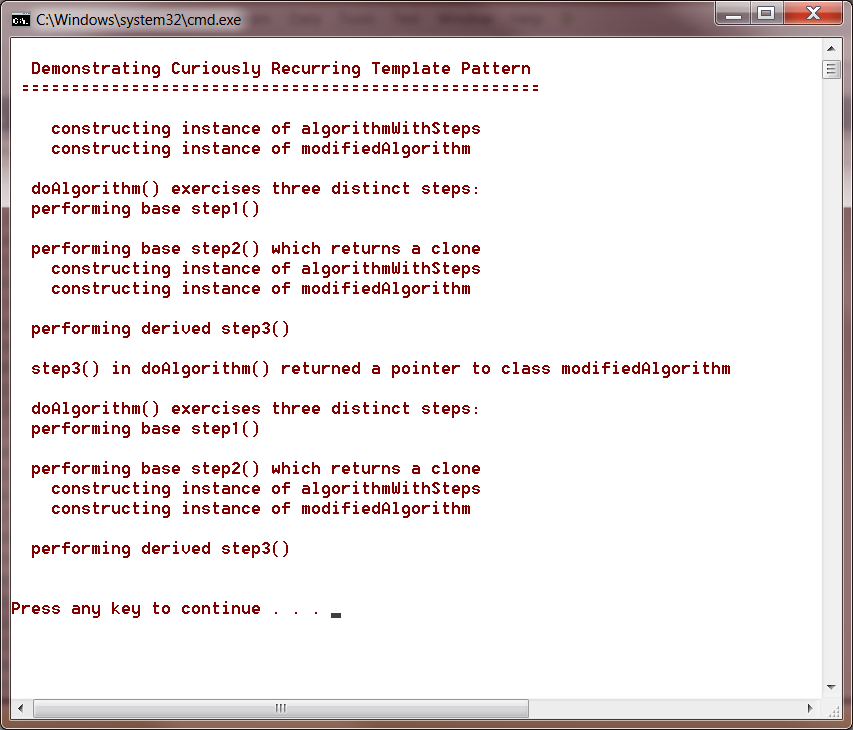 C:\Windows\system32\cmd.exe
Demonstrating Curiously Recurring Template Pattern
====================================================
constructing instance of algorithmWithSteps
constructing instance of modifiedAlgorithm
doAlgorithm() exercises three distinct steps:
performing base step1()
performing base step2() which returns a clone
constructing instance of algorithmWithSteps
constructing instance of modifiedAlgorithm
performing derived step3()
step3() in doAlgorithm() returned a pointer to class modifiedAlgorithm
doAlgorithm() exercises three distinct steps:
performing base step1()
performing base step2() which returns a clone
constructing instance of algorithmWithSteps
constructing instance of modifiedAlgorithm
performing derived step3()
Press any key to continue . . .